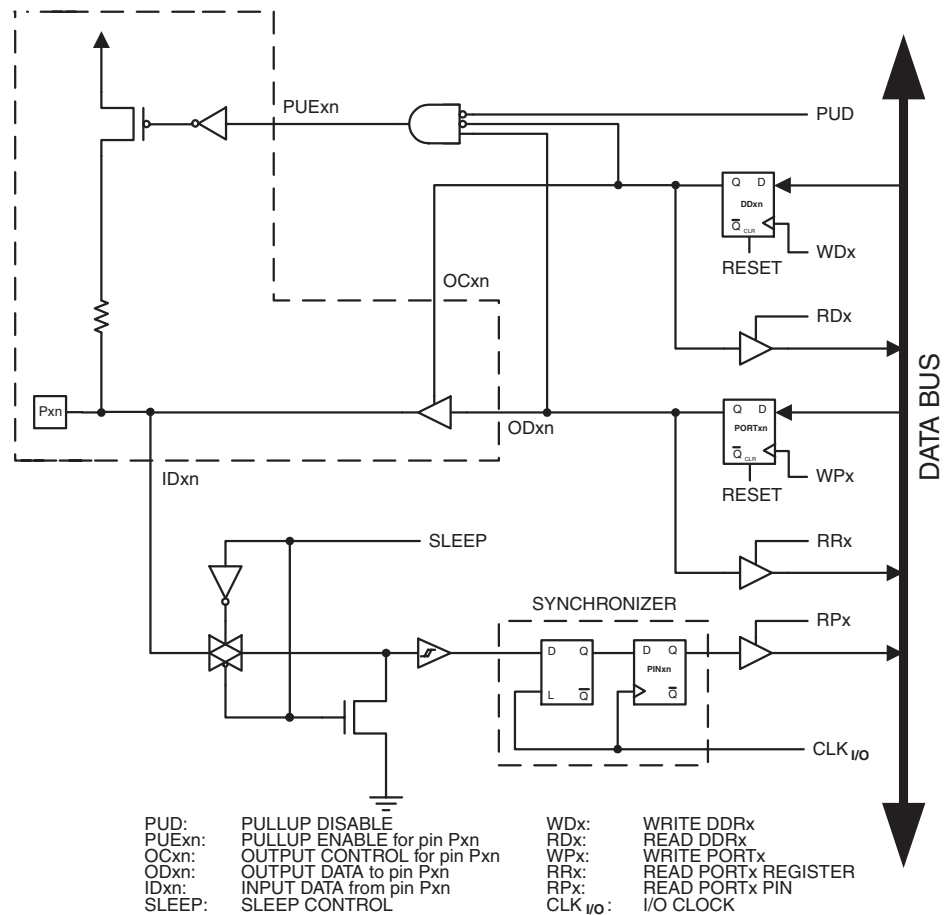 PUD
PUExn
Q D
DDxn
Q CLR
WDx
RESET
OCxn
RDx
Pxn
Q D
ODxn
PORTxn
Q CLR
IDxn
WPx
RESET
DATA BUS
SLEEP
RRx
SYNCHRONIZER
RPx
D Q
D Q
PINxn
L Q
Q
CLK I/O
PUD: PULLUP DISABLE
PUExn: PULLUP ENABLE for pin Pxn
OCxn: OUTPUT CONTROL for pin Pxn
ODxn: OUTPUT DATA to pin Pxn
IDxn: INPUT DATA from pin Pxn
SLEEP: SLEEP CONTROL
WDx: WRITE DDRx
RDx: READ DDRx
WPx: WRITE PORTx
RRx: READ PORTx REGISTER
RPx: READ PORTx PIN
CLK I/O: I/O CLOCK